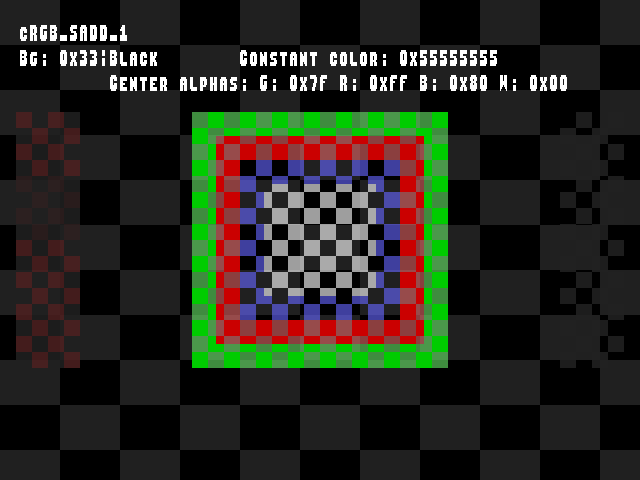 cRGB_SADD_1
Bg: 0x33¦Black Constant color: 0x55555555
Center alphas: G: 0x7f R: 0xff B: 0x80 W: 0x00